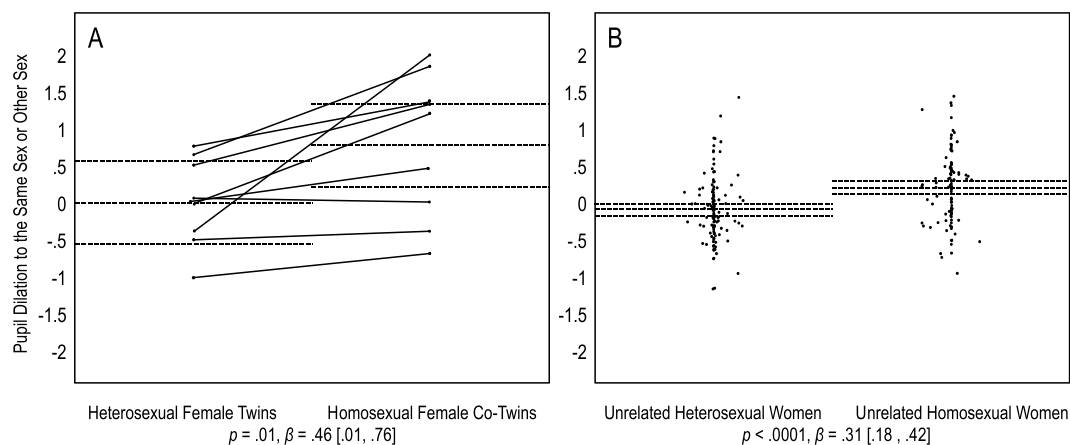 A
B
Pupil Dilation to the Same Sex or Other Sex
2
1.5
1
.5
0
-.5
-1
-1.5
-2
2
1.5
1
.5
0
-.5
-1
-1.5
-2
Heterosexual Female Twins Homosexual Female Co-Twins
p = .01, β = .46 [.01, .76]
Unrelated Heterosexual Women Unrelated Homosexual Women
p < .0001, β = .31 [.18 , .42]